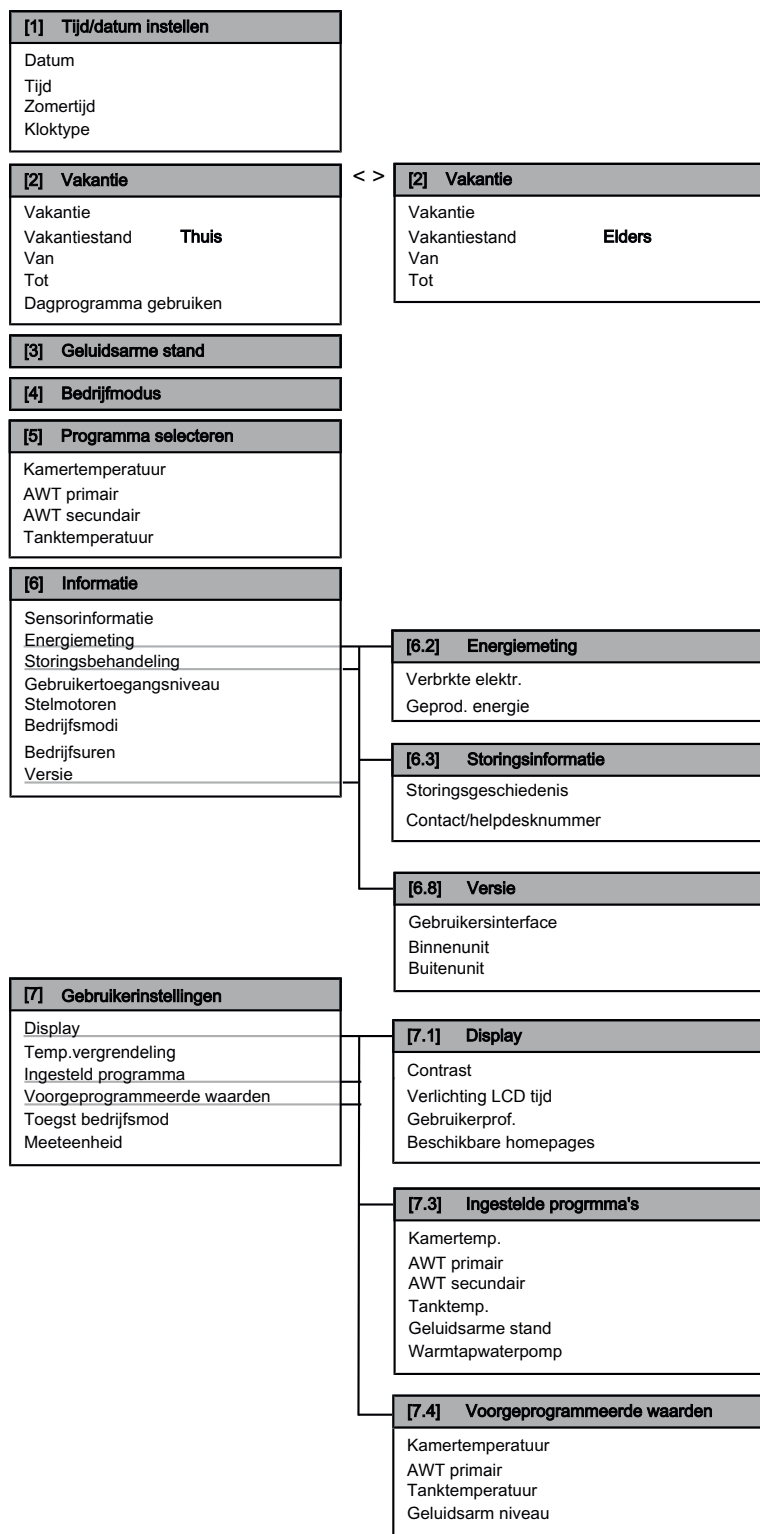 [1] Tijd/datum instellen
Datum
Tijd
Zomertijd
Kloktype
[2] Vakantie
Vakantie
Vakantiestand Thuis
Van
Tot
Dagprogramma gebruiken
< >
[2] Vakantie
Vakantie
Vakantiestand Elders
Van
Tot
[3] Geluidsarme stand
[4] Bedrijfmodus
[5] Programma selecteren
Kamertemperatuur
AWT primair
AWT secundair
Tanktemperatuur
[6] Informatie
Sensorinformatie
Energiemeting
Storingsbehandeling
Gebruikertoegangsniveau
Stelmotoren
Bedrijfsmodi
Bedrijfsuren
Versie
[6.2] Energiemeting
Verbrkte elektr.
Geprod. energie
[6.3] Storingsinformatie
Storingsgeschiedenis
Contact/helpdesknummer
[6.8] Versie
Gebruikersinterface
Binnenunit
Buitenunit
[7] Gebruikerinstellingen
Display
Temp.vergrendeling
Ingesteld programma
Voorgeprogrammeerde waarden
Toegst bedrijfsmod
Meeteenheid
[7.1] Display
Contrast
Verlichting LCD tijd
Gebruikerprof.
Beschikbare homepages
[7.3] Ingestelde progrmma's
Kamertemp.
AWT primair
AWT secundair
Tanktemp.
Geluidsarme stand
Warmtapwaterpomp
[7.4] Voorgeprogrammeerde waarden
Kamertemperatuur
AWT primair
Tanktemperatuur
Geluidsarm niveau